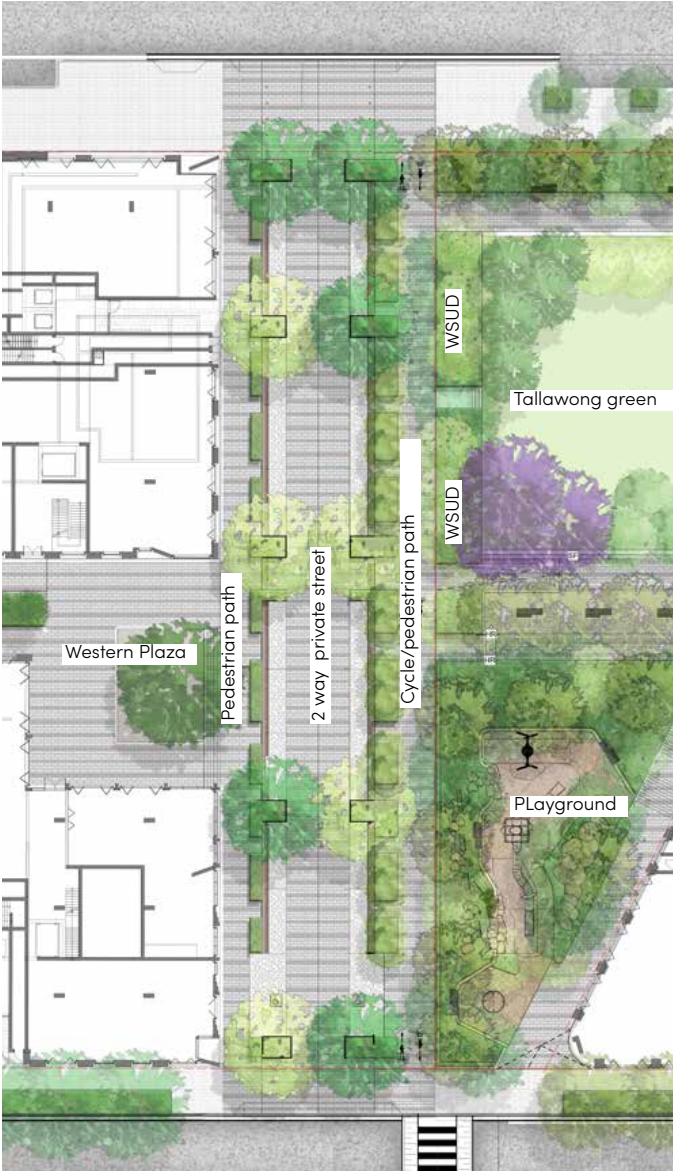 WSUD
Tallawong green
WSUD
Western Plaza
Pedestrian path
2 way private street
Cycle/pedestrian path
PLayground